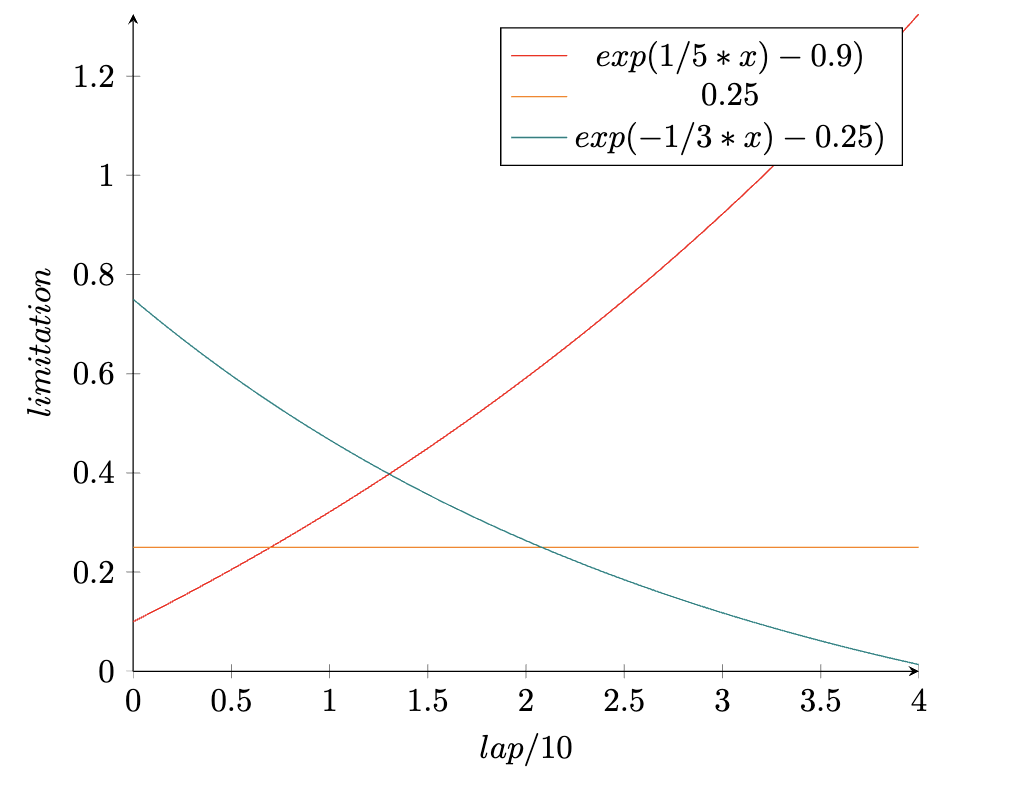 exp(1/5 ∗ x) − 0.9)
0.25
exp(−1/3 ∗ x) − 0.25)
1.2
1
0.8
0.6
0.4
0.2
0
limitation
0 0.5 1 1.5 2 2.5 3 3.5 4
lap/10